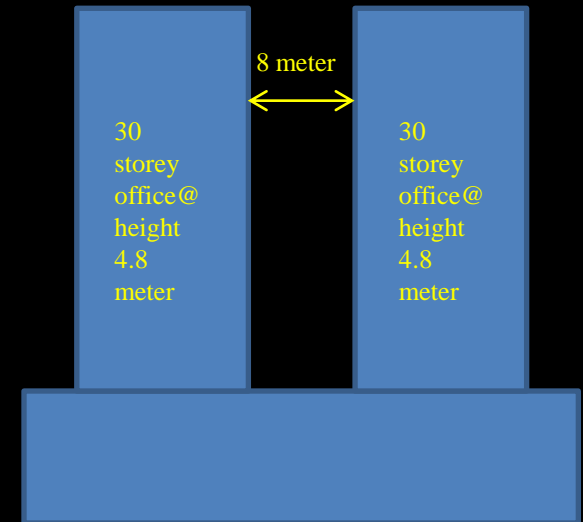 8 meter
30
storey
office@
height
4.8
meter
30
storey
office@
height
4.8
meter